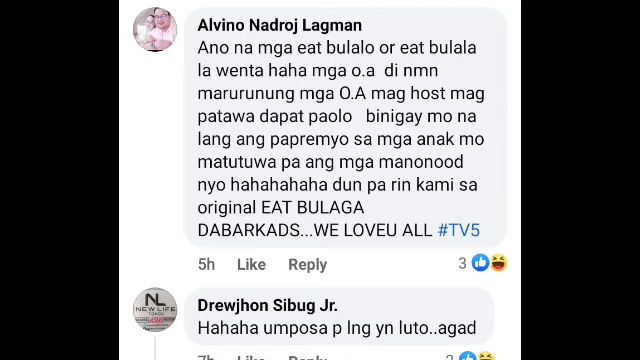 Alvino Nadroj Lagman
Ano na mga eat bulalo or eat bulala
la wenta haha mga o.a di nmn
marurunung mga O.A mag host mag
patawa dapat paolo binigay mo na
lang ang papremyo sa mga anak mo
matutuwa pa ang mga manonood
nyo hahahahaha dun pa rin kami sa
original EAT BULAGA
DABARKADS...WE LOVEU ALL #TV5
5h Like Reply 3
NL
NEW LIFE
Drewjhon Sibug Jr.
Hahaha umposa p lng yn luto..agad
7h Like Reply